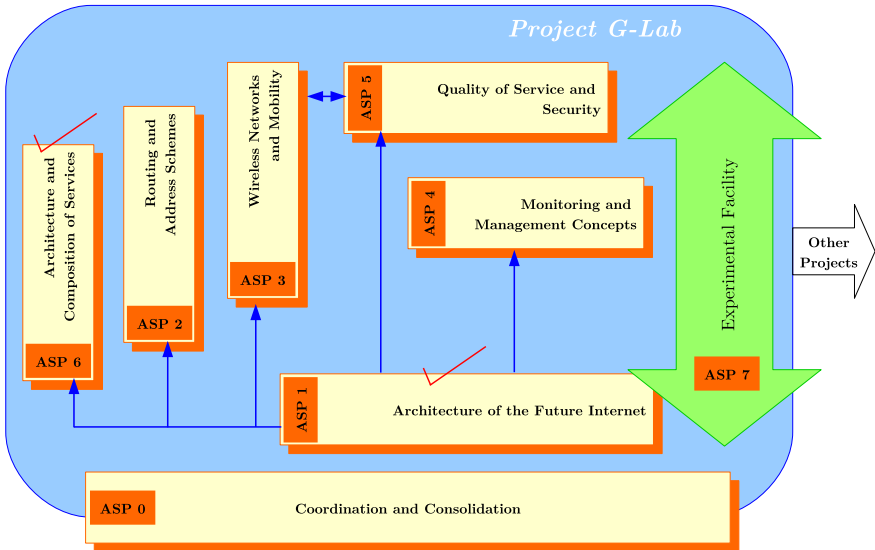 Project G-Lab
ASP 5
Quality of Service and
Security
Wireless Networks
and Mobility
ASP 3
Routing and
Address Schemes
ASP 2
Architecture and
Composition of Services
ASP 6
ASP 4
Monitoring and
Management Concepts
Experimental Facility
ASP 7
Other
Projects
ASP 1
Architecture of the Future Internet
ASP 0
Coordination and Consolidation